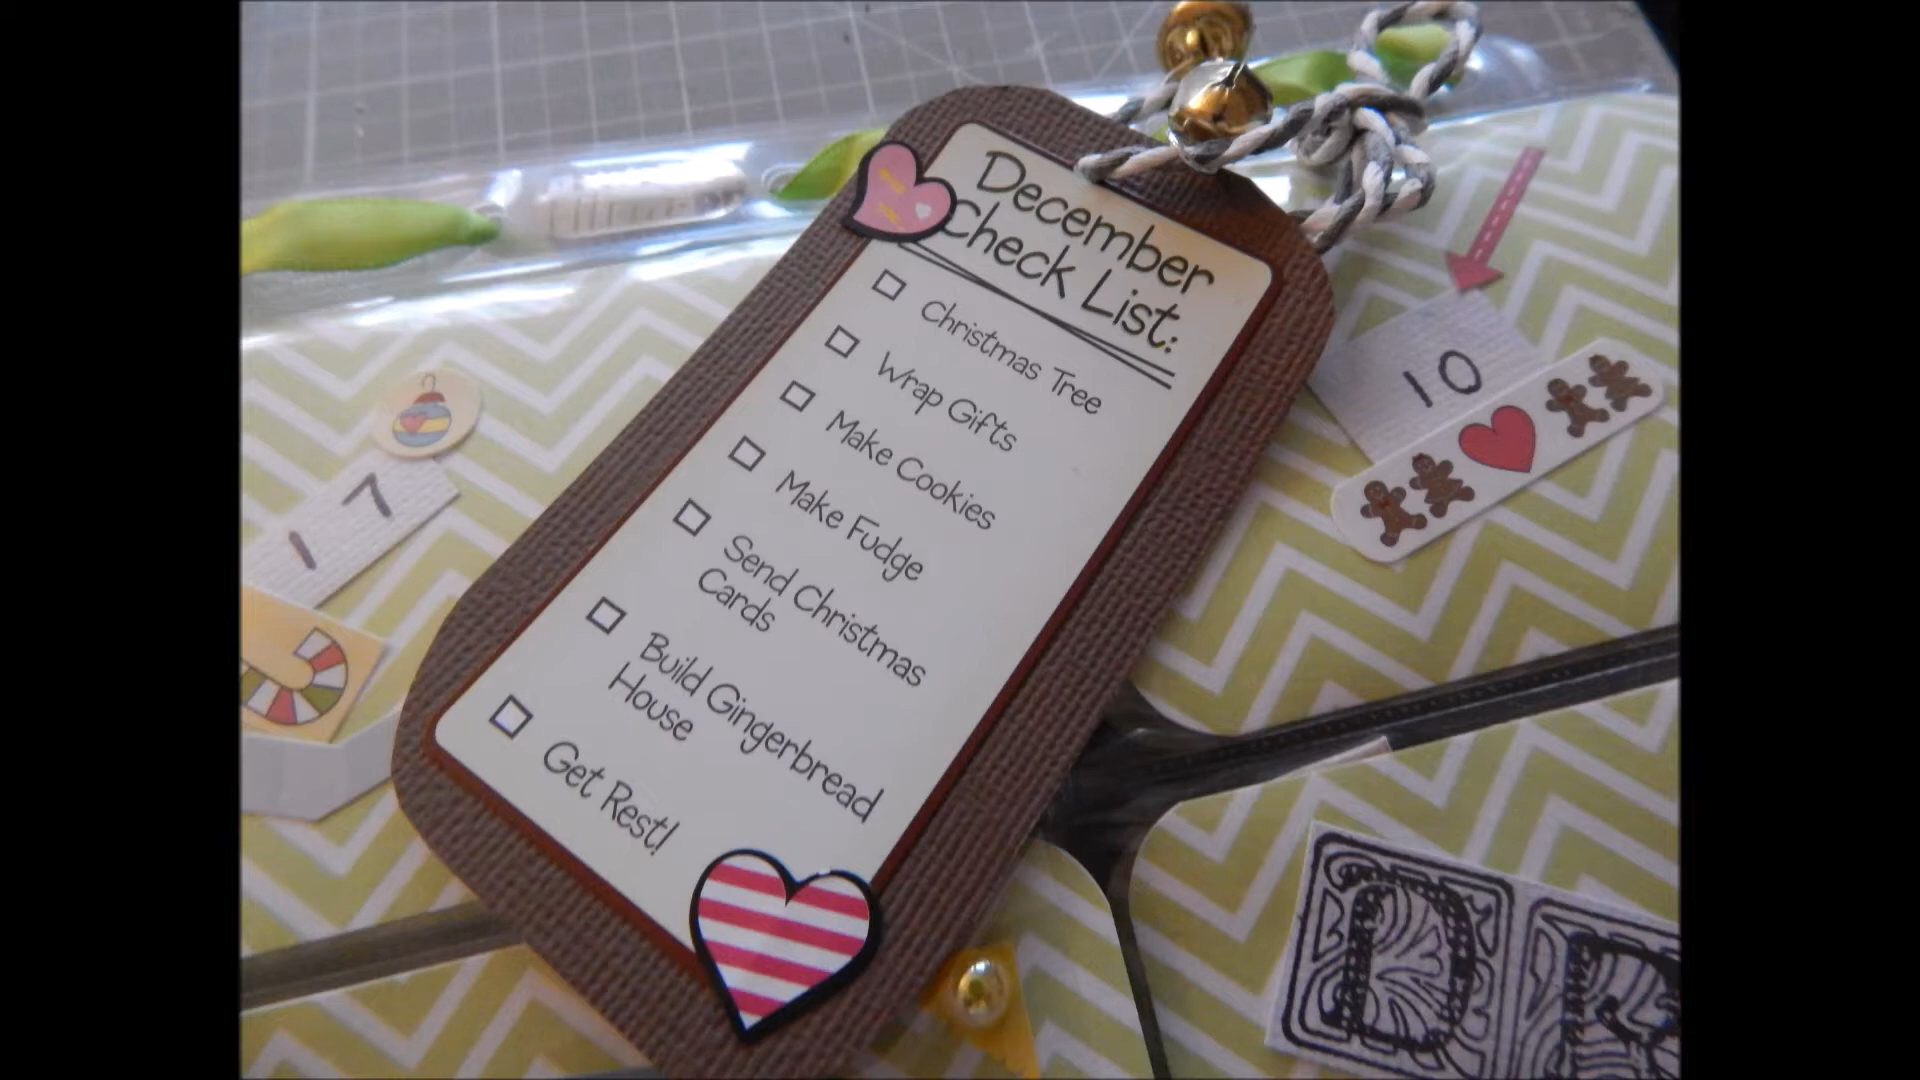 December
Check List:
Christmas Tree
Wrap Gifts
Make Cookies
Make Fudge
Send Christmas
Cards
Build Gingerbread
House
Get Rest!
10
17
D